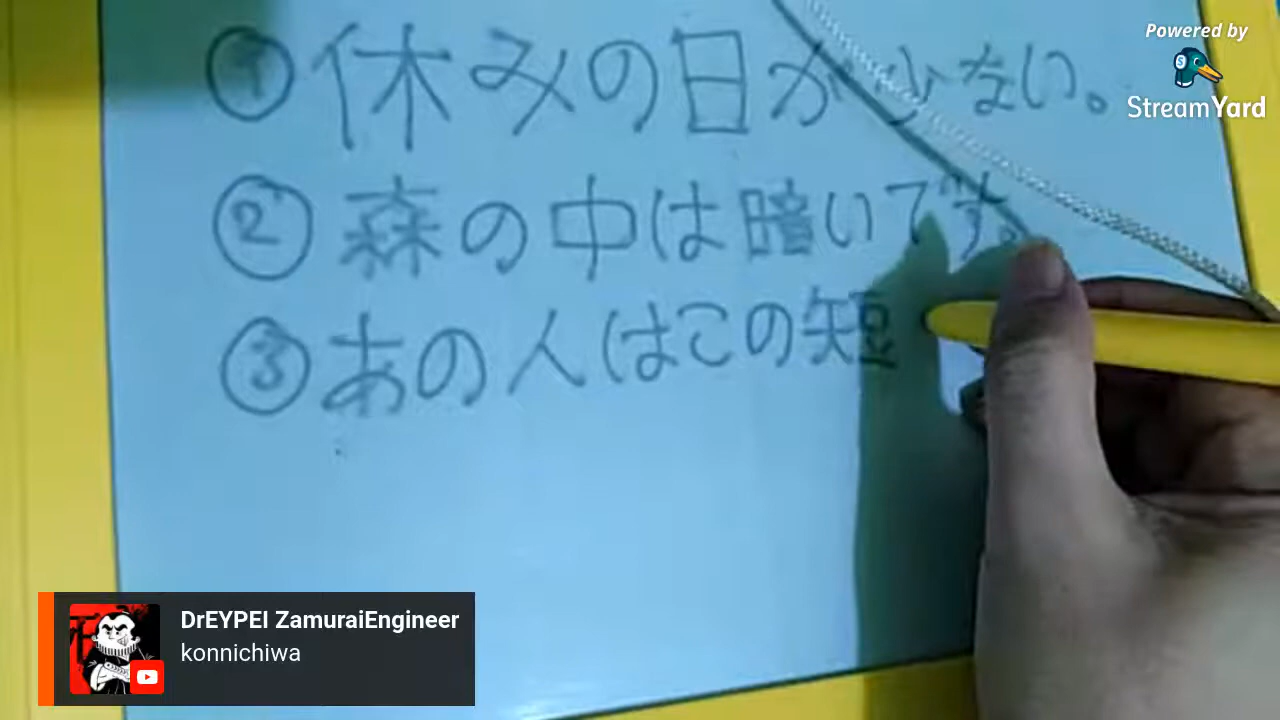 Powered by
StreamYard
① 休みの日が少ない。
② 森の中は暗いです。
③ あの人はこの短
DrEYPEI ZamuraiEngineer
konnichiwa